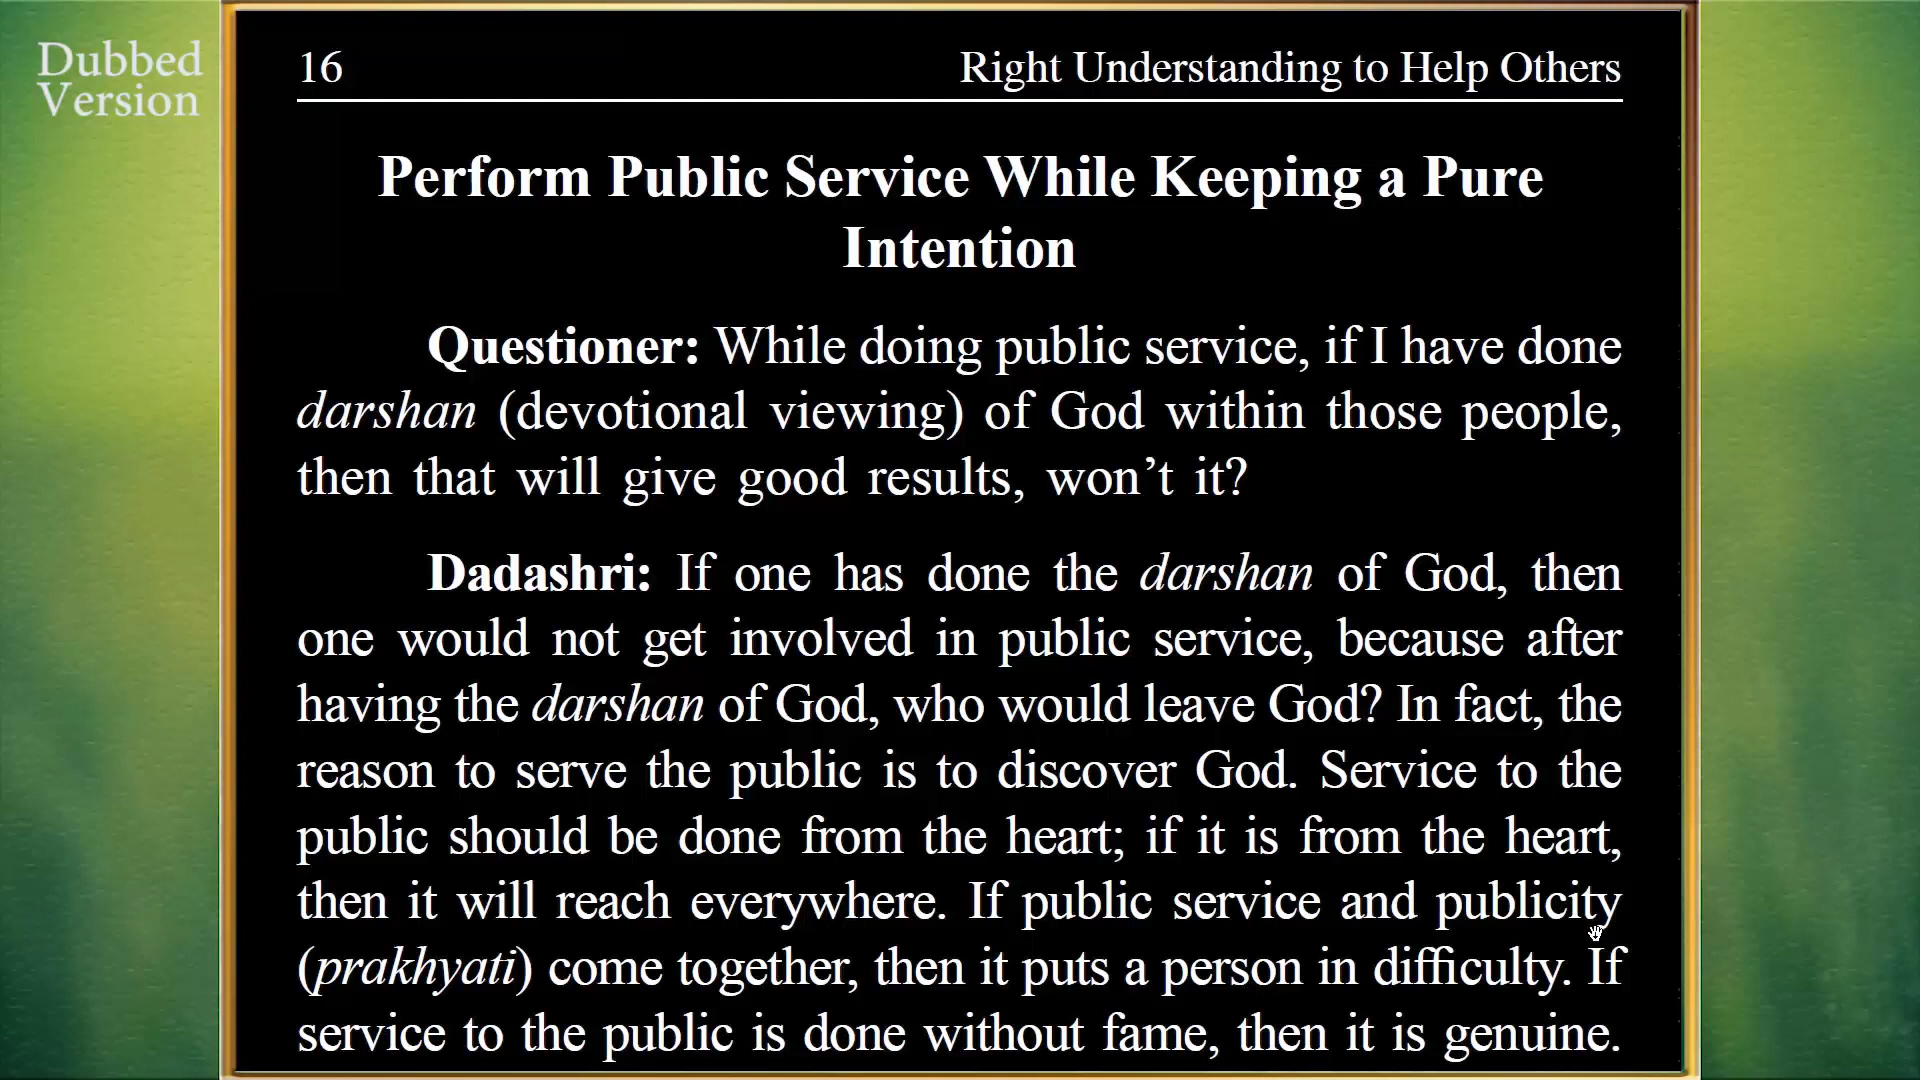 Dubbed
Version
16 Right Understanding to Help Others
Perform Public Service While Keeping a Pure
Intention
Questioner: While doing public service, if I have done
darshan (devotional viewing) of God within those people,
then that will give good results, won’t it?
Dadashri: If one has done the darshan of God, then
one would not get involved in public service, because after
having the darshan of God, who would leave God? In fact, the
reason to serve the public is to discover God. Service to the
public should be done from the heart; if it is from the heart,
then it will reach everywhere. If public service and publicity
(prakhyati) come together, then it puts a person in difficulty. If
service to the public is done without fame, then it is genuine.